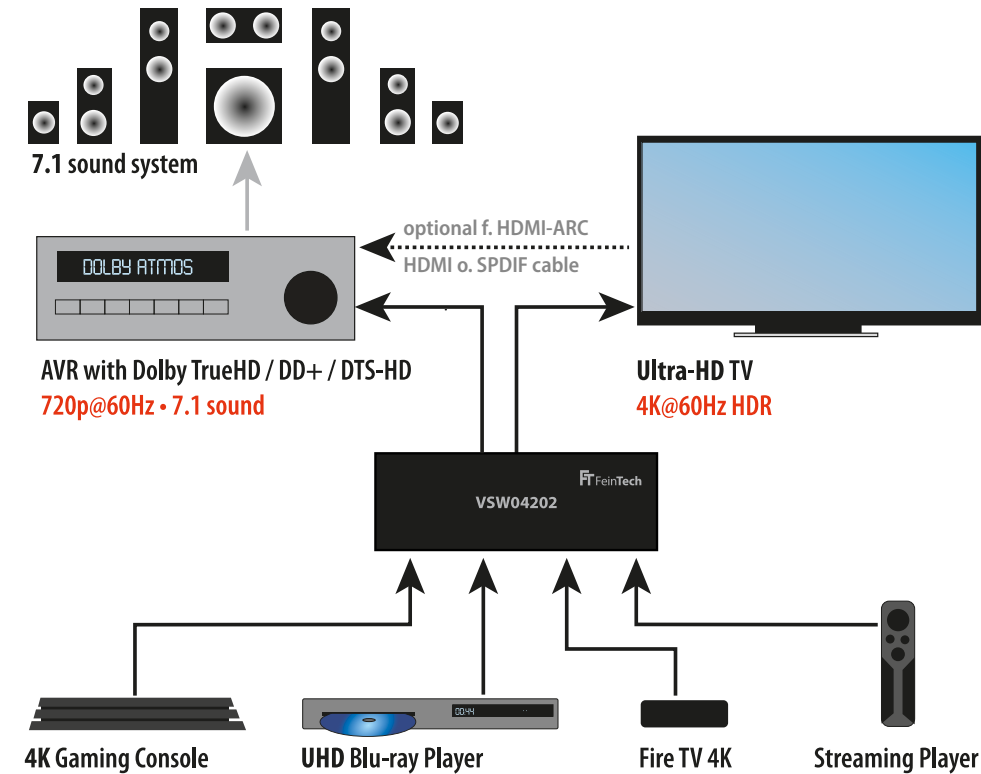 7.1 sound system
optional f. HDMI-ARC
HDMI o. SPDIF cable
DOLBY ATMOS
AVR with Dolby TrueHD / DD+ / DTS-HD
720p@60Hz • 7.1 sound
Ultra-HD TV
4K@60Hz HDR
FT FeinTech
VSW04202
00:44
4K Gaming Console
UHD Blu-ray Player
Fire TV 4K
Streaming Player